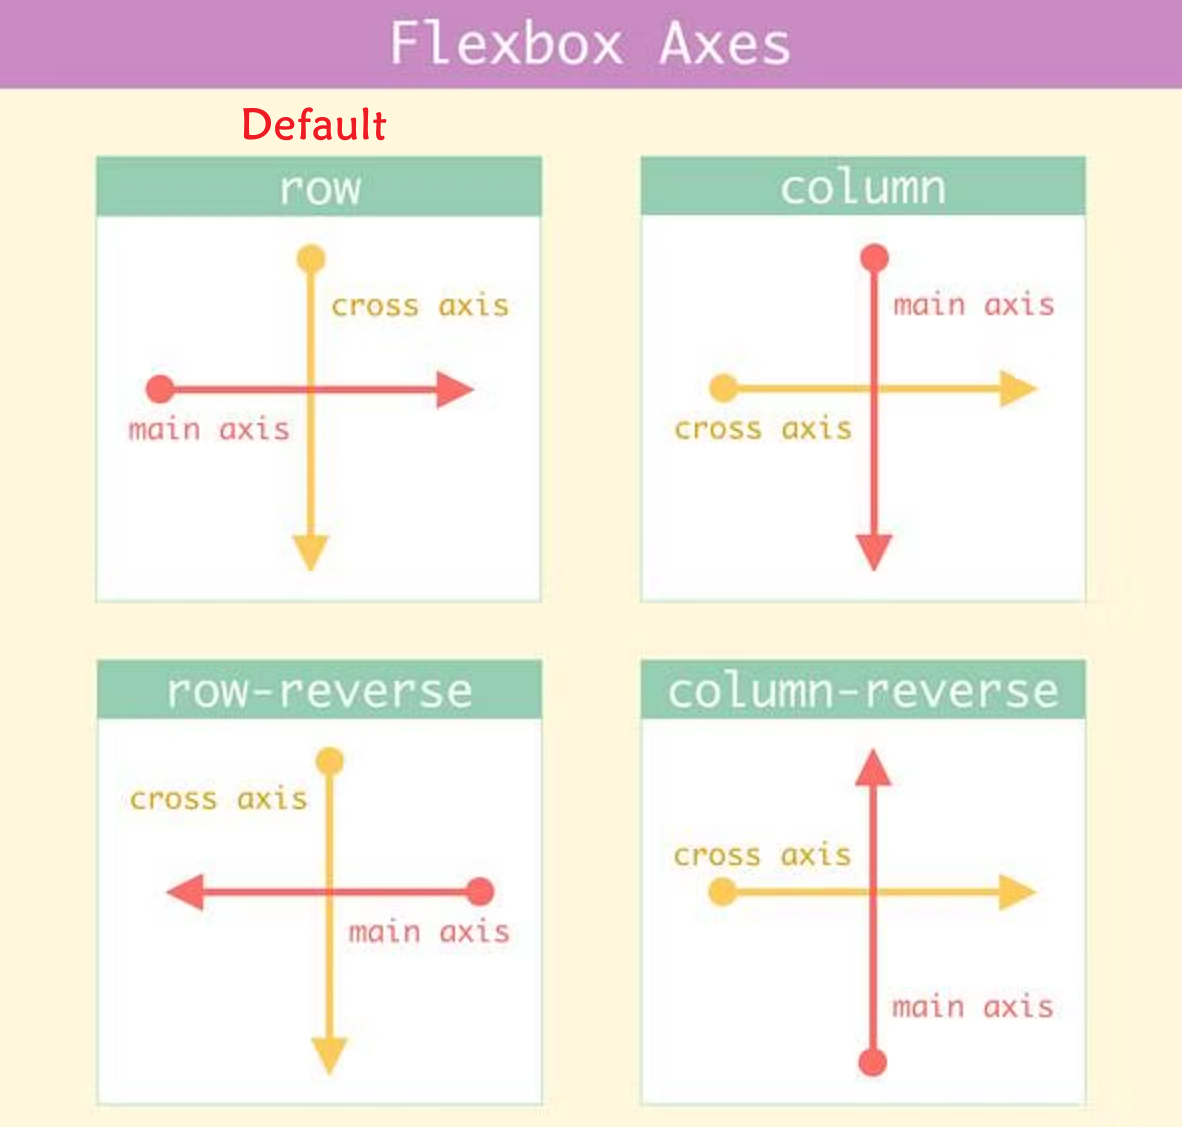 Flexbox Axes
Default
row
cross axis
main axis
column
main axis
cross axis
row-reverse
cross axis
main axis
column-reverse
cross axis
main axis